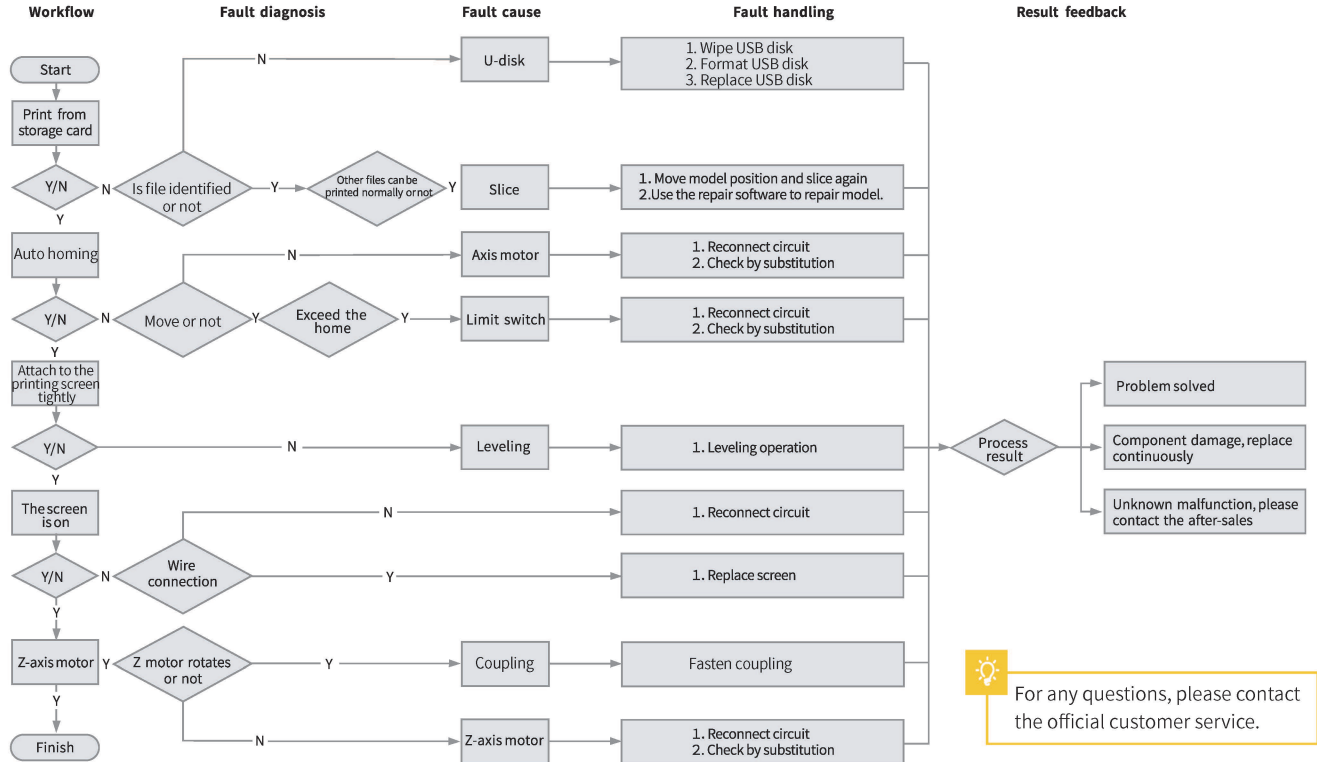 Workflow
Fault diagnosis
Fault cause
Fault handling
Result feedback
Start
N
U-disk
1. Wipe USB disk
2. Format USB disk
3. Replace USB disk
Print from
storage card
Y/N
N
Is file identified
or not
Y
Other files can be
printed normally or not
Y
Slice
1. Move model position and slice again
2.Use the repair software to repair model.
Y
Auto homing
N
Axis motor
1. Reconnect circuit
2. Check by substitution
Y/N
N
Move or not
Y
Exceed the
home
Y
Limit switch
1. Reconnect circuit
2. Check by substitution
Y
Attach to the
printing screen
tightly
Y/N
N
Leveling
1. Leveling operation
Process
result
Problem solved
Component damage, replace
continuously
Unknown malfunction, please
contact the after-sales
Y
The screen
is on
N
1. Reconnect circuit
Y/N
N
Wire
connection
Y
1. Replace screen
Y
Z-axis motor
Y
Z motor rotates
or not
Y
Coupling
Fasten coupling
Y
N
Z-axis motor
1. Reconnect circuit
2. Check by substitution
Finish
For any questions, please contact
the official customer service.